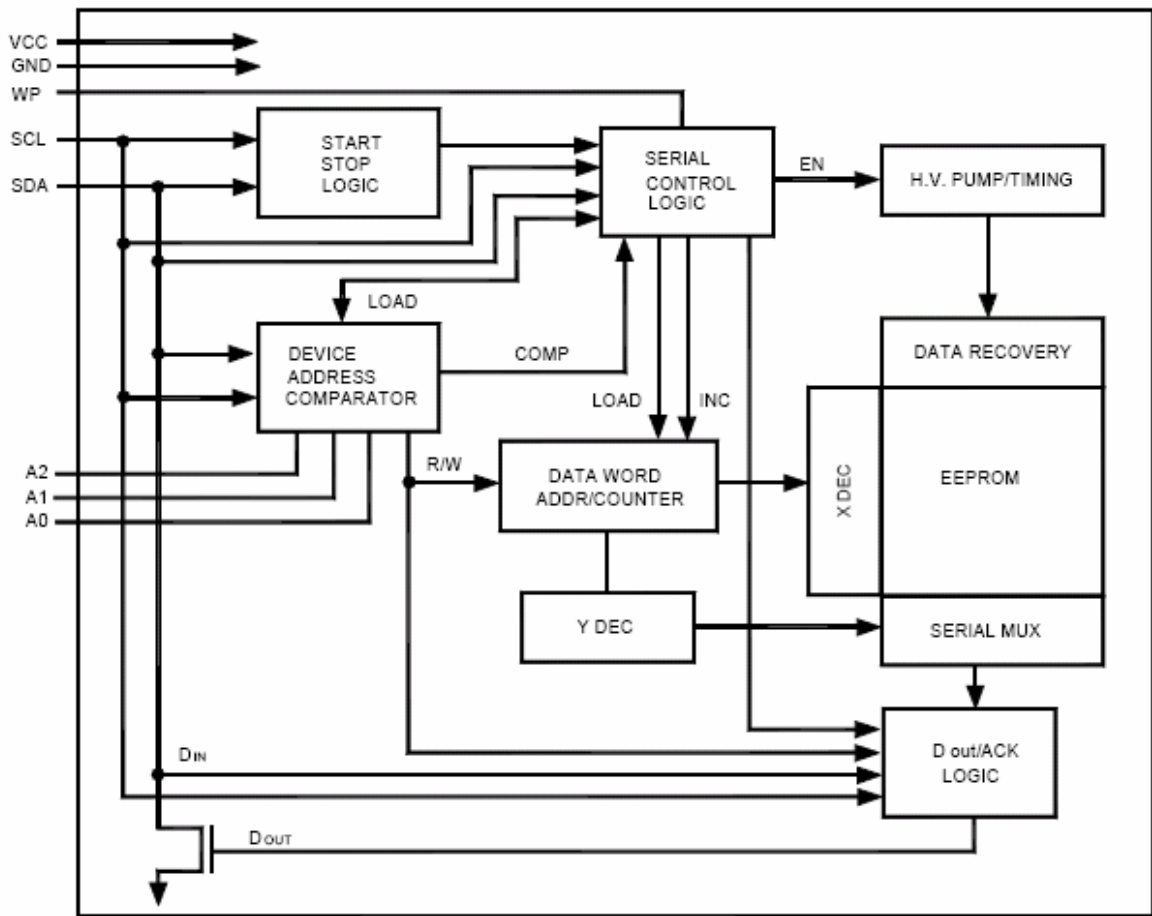 VCC
GND
WP
SCL
SDA
START
STOP
LOGIC
SERIAL
CONTROL
LOGIC
EN
H.V. PUMP/TIMING
LOAD
DEVICE
ADDRESS
COMPARATOR
COMP
LOAD
INC
DATA RECOVERY
A2
A1
A0
R/W
DATA WORD
ADDR/COUNTER
X DEC
EEPROM
Y DEC
SERIAL MUX
DIN
D out/ACK
LOGIC
DOUT